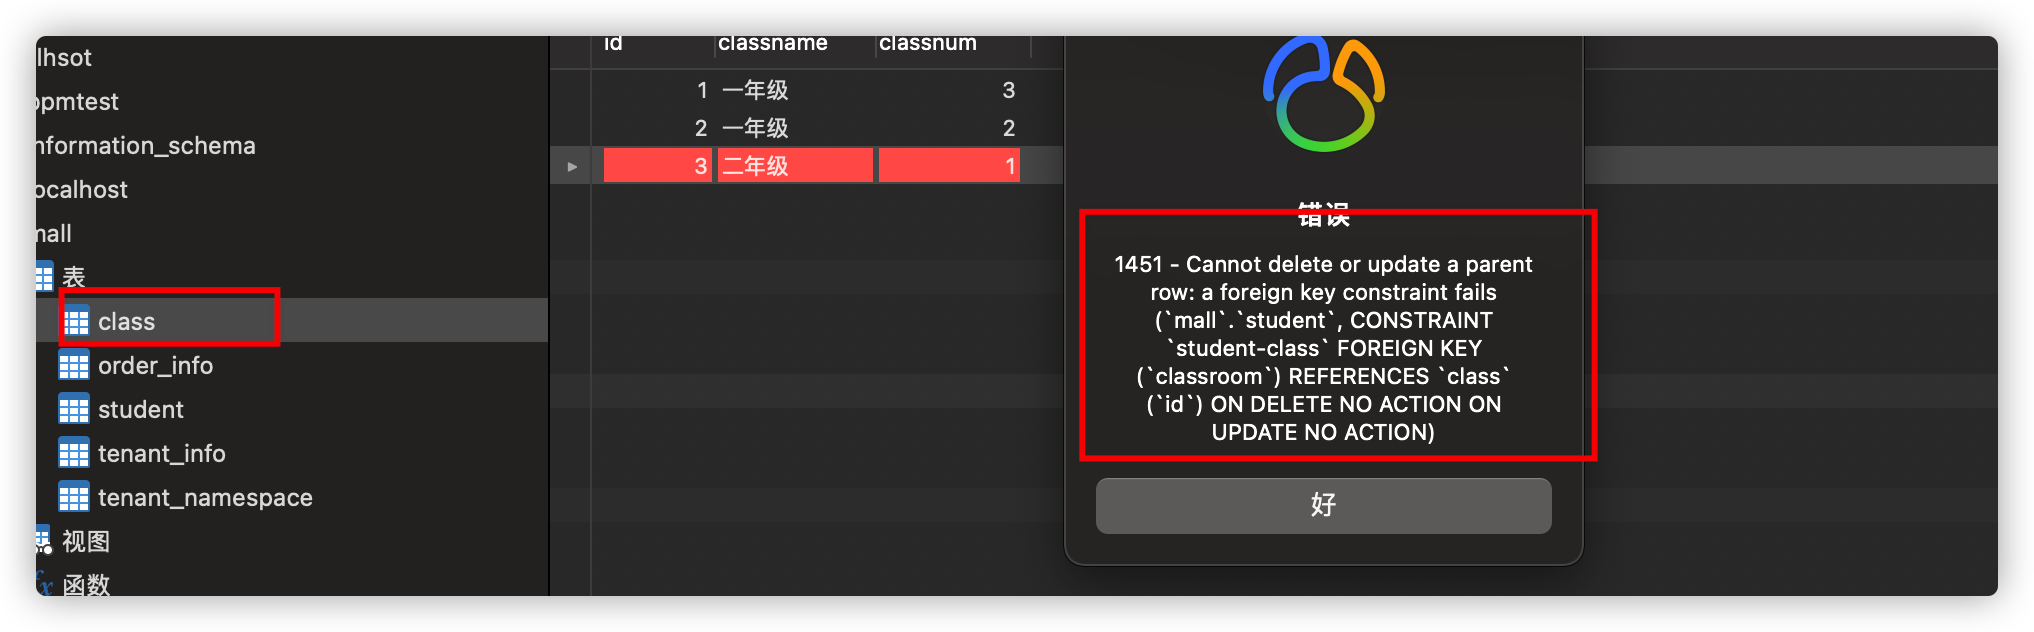 lhsot
ppmtest
nformation_schema
ocalhost
mall
表
class
order_info
student
tenant_info
tenant_namespace
视图
函数
id classname classnum
1 一年级 3
2 一年级 2
3 二年级 1
错误
1451 - Cannot delete or update a parent
row: a foreign key constraint fails
(`mall`.`student`, CONSTRAINT
`student-class` FOREIGN KEY
(`classroom`) REFERENCES `class`
(`id`) ON DELETE NO ACTION ON
UPDATE NO ACTION)
好